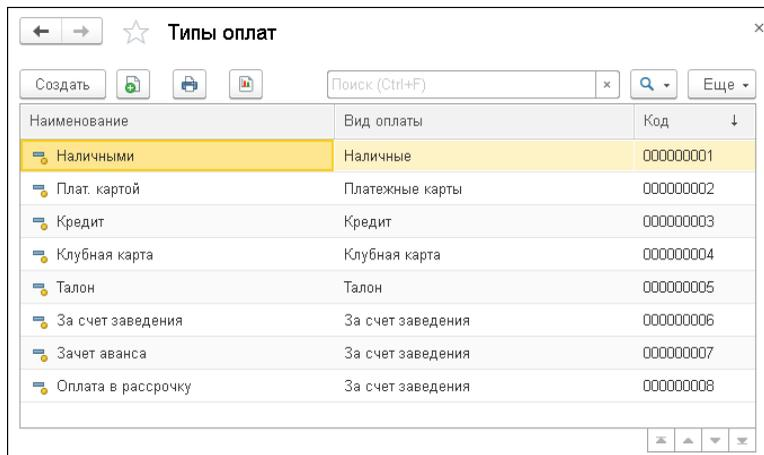 Типы оплат
Создать Поиск (Ctrl+F) Еще
Наименование Вид оплаты Код
Наличными Наличные 000000001
Плат. картой Платежные карты 000000002
Кредит Кредит 000000003
Клубная карта Клубная карта 000000004
Талон Талон 000000005
За счет заведения За счет заведения 000000006
Зачет аванса За счет заведения 000000007
Оплата в рассрочку За счет заведения 000000008